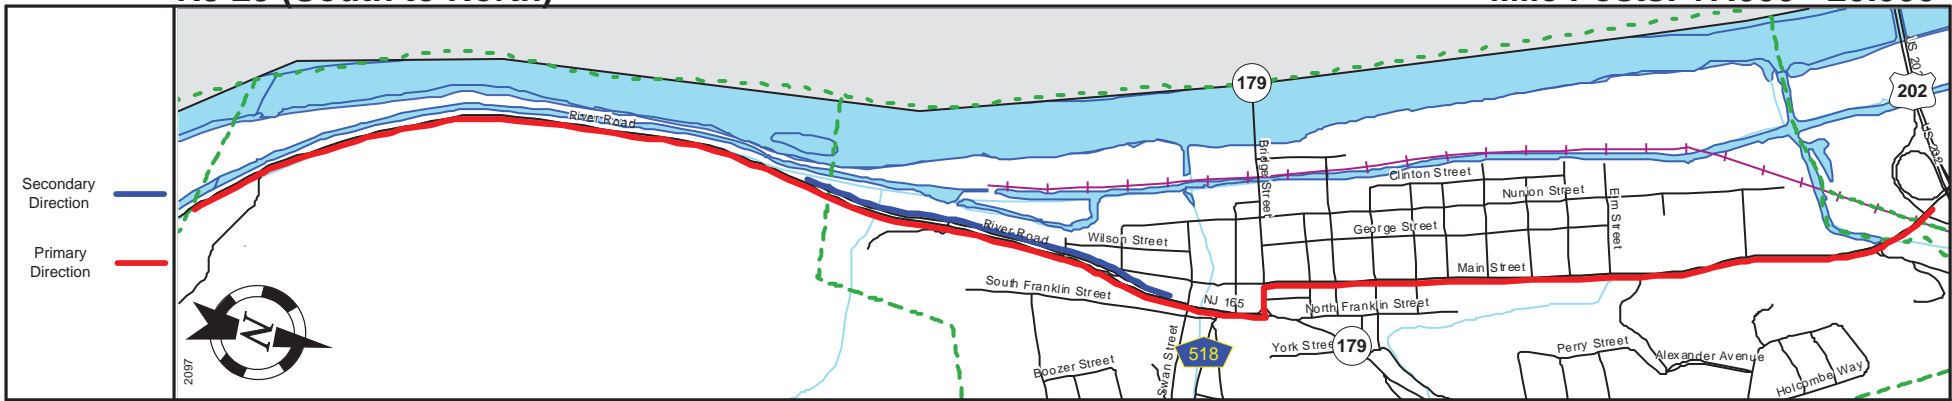 Secondary
Direction
Primary
Direction
2097
N
River Road
River Road
179
Bridge Street
Clinton Street
Nunion Street
Elm Street
George Street
Wilson Street
Main Street
South Franklin Street
NJ 165
North Franklin Street
York Stree
179
518
Swan Street
Boozer Street
Perry Street
Alexander Avenue
Holcombe Way
202
US 202